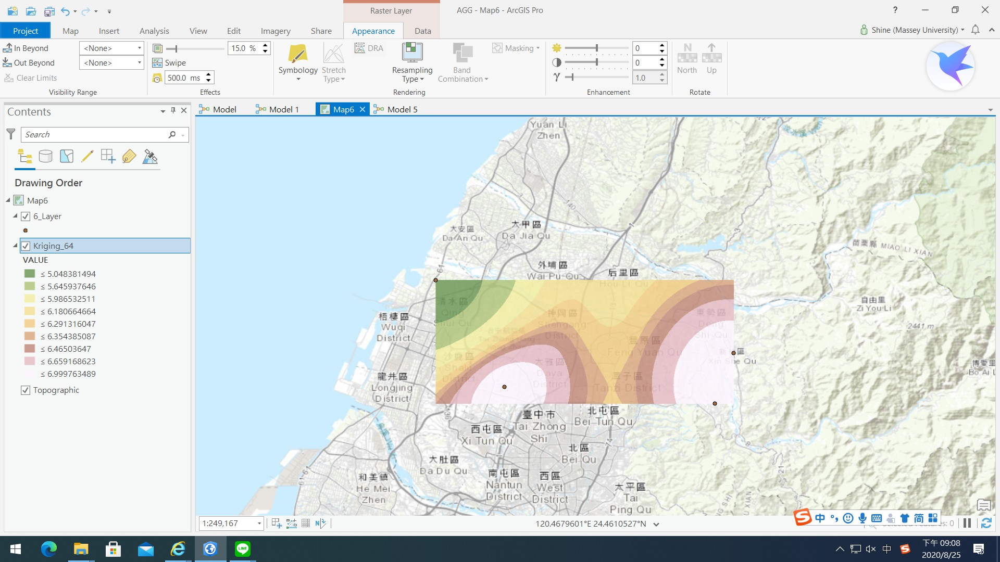 Raster Layer
AGG - Map6 - ArcGIS Pro
?
Project
Map
Insert
Analysis
View
Edit
Imagery
Share
Appearance
Data
Shine (Massey University)
In Beyond
<None>
Out Beyond
<None>
Clear Limits
Visibility Range
15.0 %
Swipe
500.0 ms
Effects
Symbology
Stretch
Type
DRA
Resampling
Type
Band
Combination
Masking
Rendering
0
0
γ
1.0
Enhancement
N
North
Up
Rotate
Contents
Search
Drawing Order
Map6
6_Layer
Kriging_64
VALUE
≤ 5.048381494
≤ 5.645937646
≤ 5.986532511
≤ 6.180664664
≤ 6.291316047
≤ 6.354385087
≤ 6.46503647
≤ 6.659168623
≤ 6.999763489
Topographic
Model
Model 1
Map6
Model 5
Yuan Li
Zhen
140
1
3
大安區
Da An Qu
大甲區
Da Jia Qu
外埔區
Wai Pu Qu
后里區
Hou Li Qu
苗栗縣 MIAO LI XIAN
61
清水區
Qing
Shui Qu
梧棲區
Wuqi
District
神岡區
Shengang
District
東勢區
Dong
Shi Qu
自由里
Zi You Li
2441 m
沙鹿區
Shalu
District
大雅區
Daya
District
豐原區
Feng Yuan Qu
Xin She Qu
龍井區
Longjing
District
潭子區
Tanzi District
博愛里
Bo Ai L
136
臺中市
Tai Zhong
Shi
北屯區
Bei Tun Qu
西屯區
Xi Tun Qu
74
8
北區
Bei Qu
大肚區
Da Du Qu
61-61
和美鎮
He Mei
Zhen
南屯區
Nantun
District
西區
West
District
太平區
Tai
Ping Qu
21
1:249,167
N
120.4679601°E 24.4610527°N
S 中 简
Selected Features: 0
LINE
中
下午 09:08
2020/8/25